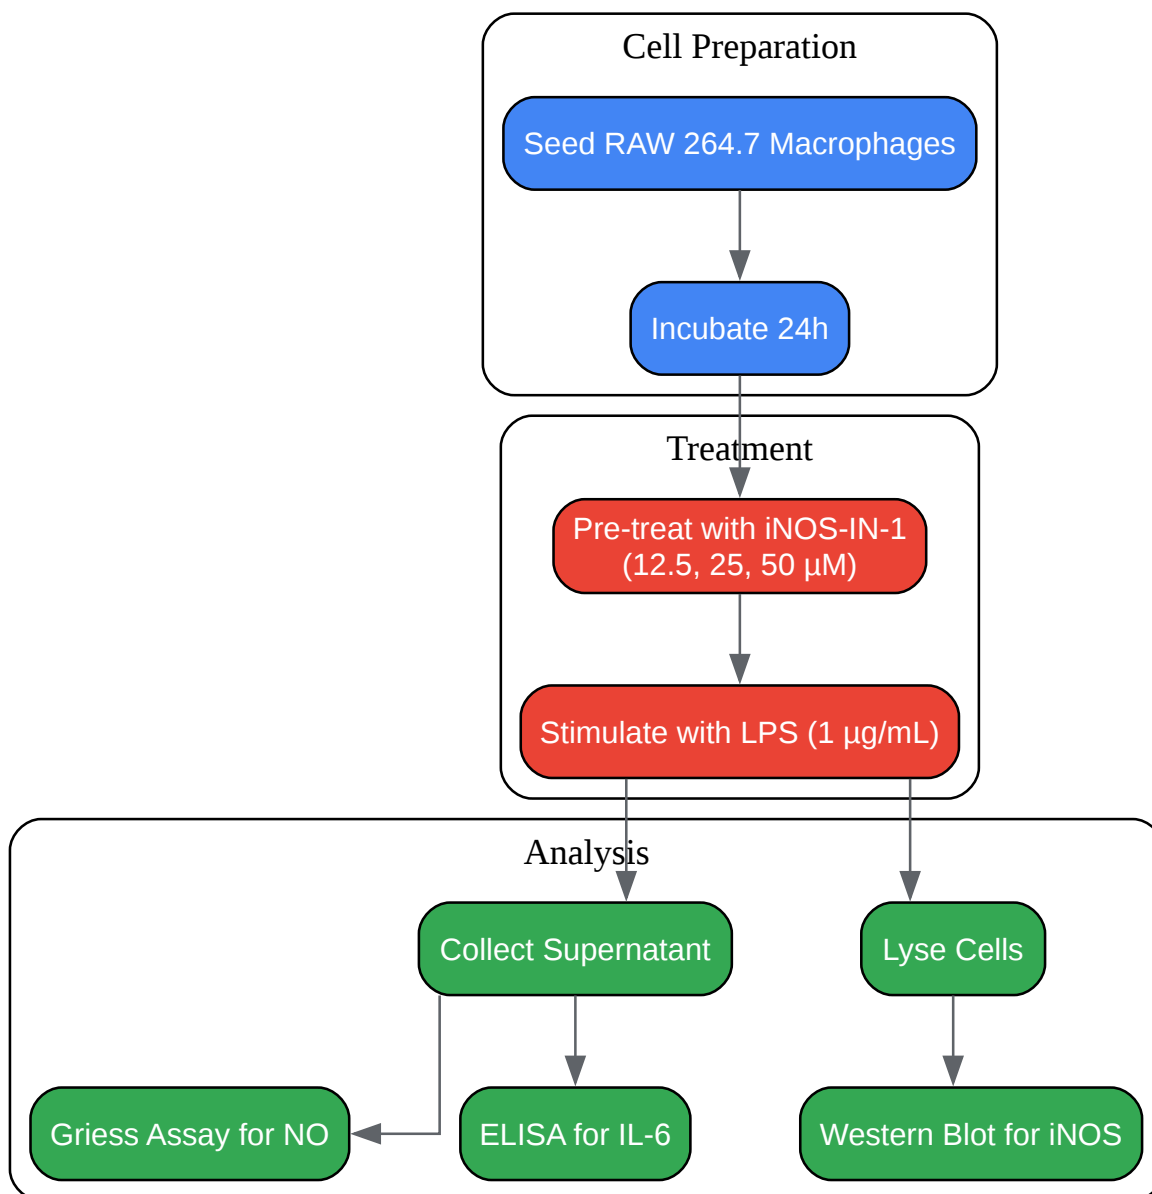 Cell Preparation
Seed RAW 264.7 Macrophages
Incubate 24h
Treatment
Pre-treat with iNOS-IN-1
(12.5, 25, 50 µM)
Stimulate with LPS (1 µg/mL)
Analysis
Collect Supernatant
Lyse Cells
Griess Assay for NO
ELISA for IL-6
Western Blot for iNOS